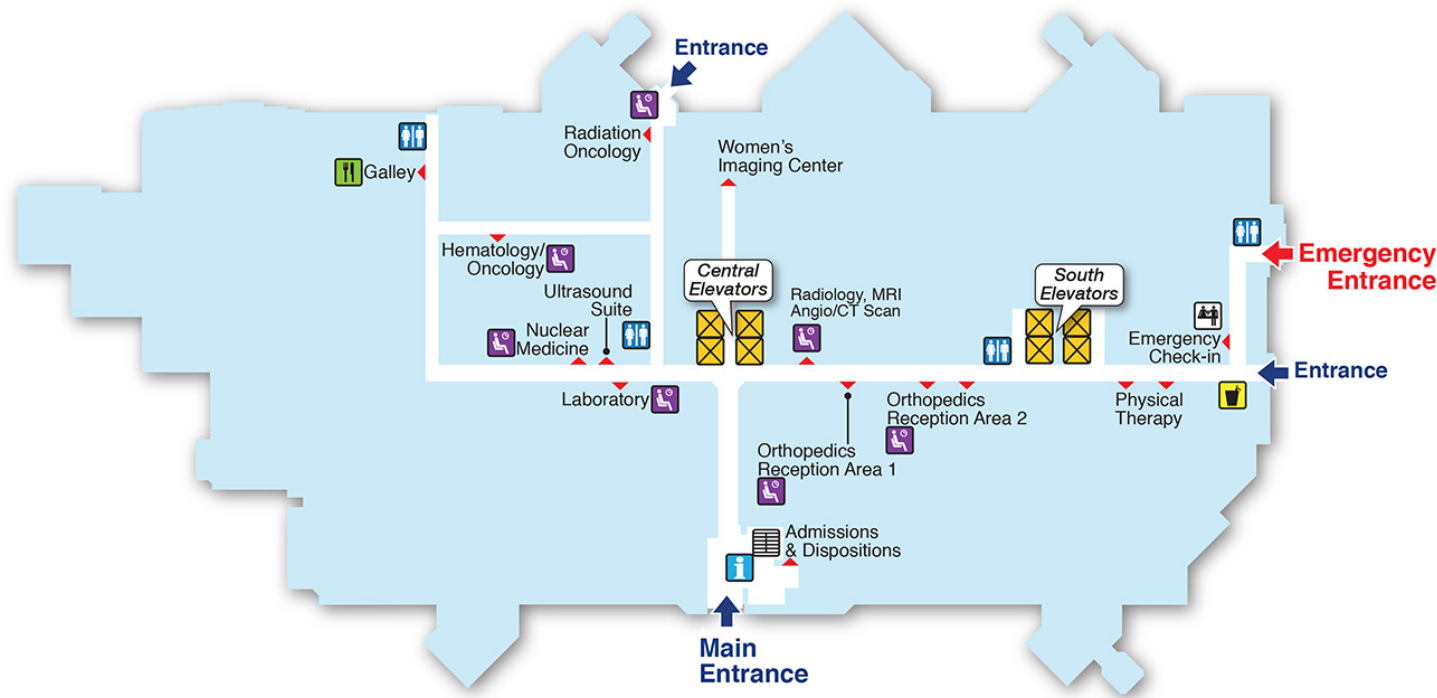 Entrance
Radiation
Oncology
Women's
Imaging Center
Galley
Hematology/
Oncology
Central
Elevators
South
Elevators
Emergency
Entrance
Ultrasound
Suite
Radiology, MRI
Angio/CT Scan
Nuclear
Medicine
Emergency
Check-in
Entrance
Laboratory
Orthopedics
Reception Area 2
Physical
Therapy
Orthopedics
Reception Area 1
Admissions
& Dispositions
i
Main
Entrance